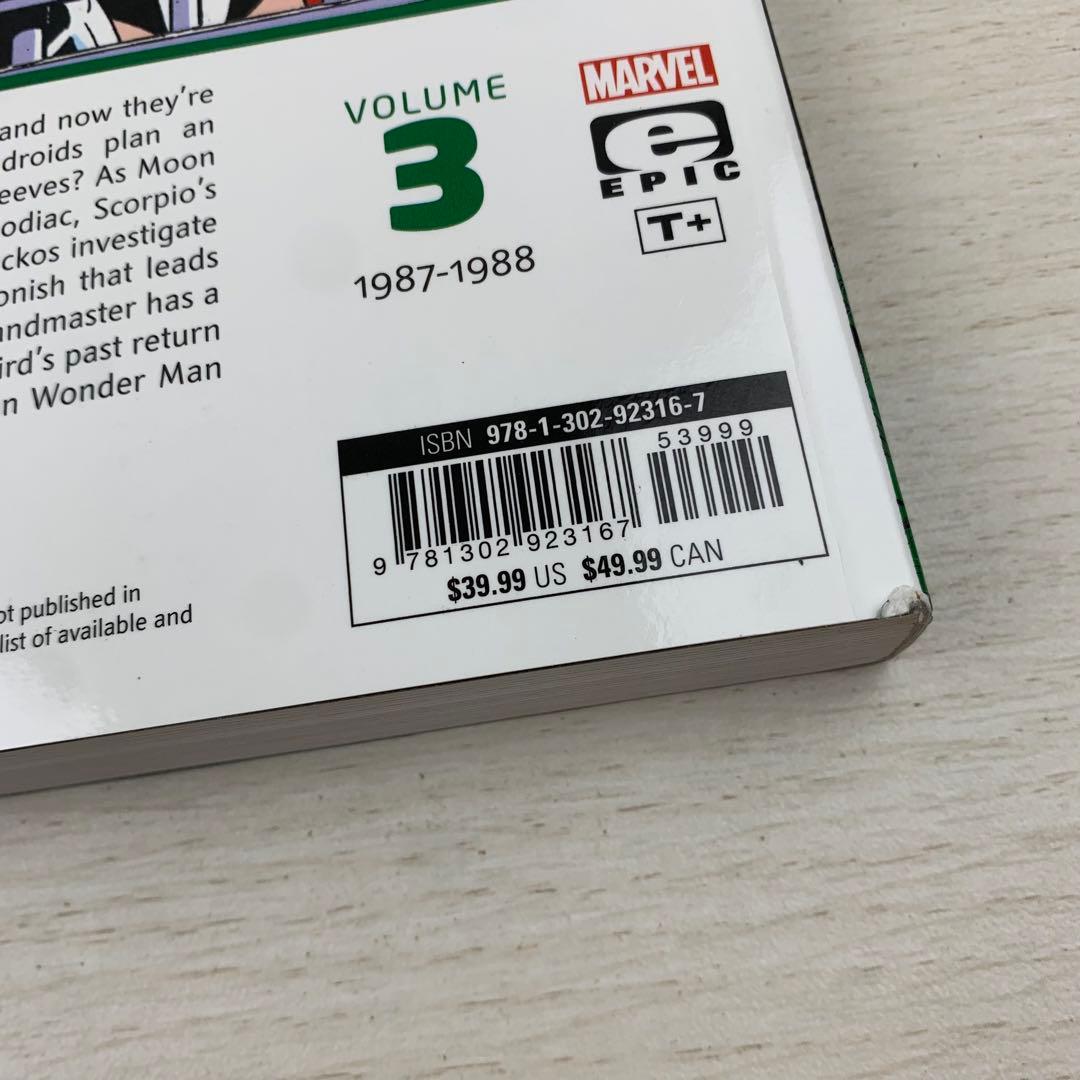 and now they're
droids plan an
eeves? As Moon
odiac, Scorpio's
ckos investigate
onish that leads
ndmaster has a
ird's past return
n Wonder Man
ot published in
list of available and
VOLUME
3
1987-1988
MARVEL
e
EPIC
T+
ISBN 978-1-302-92316-7
53999
9 781302 923167
$39.99 US $49.99 CAN